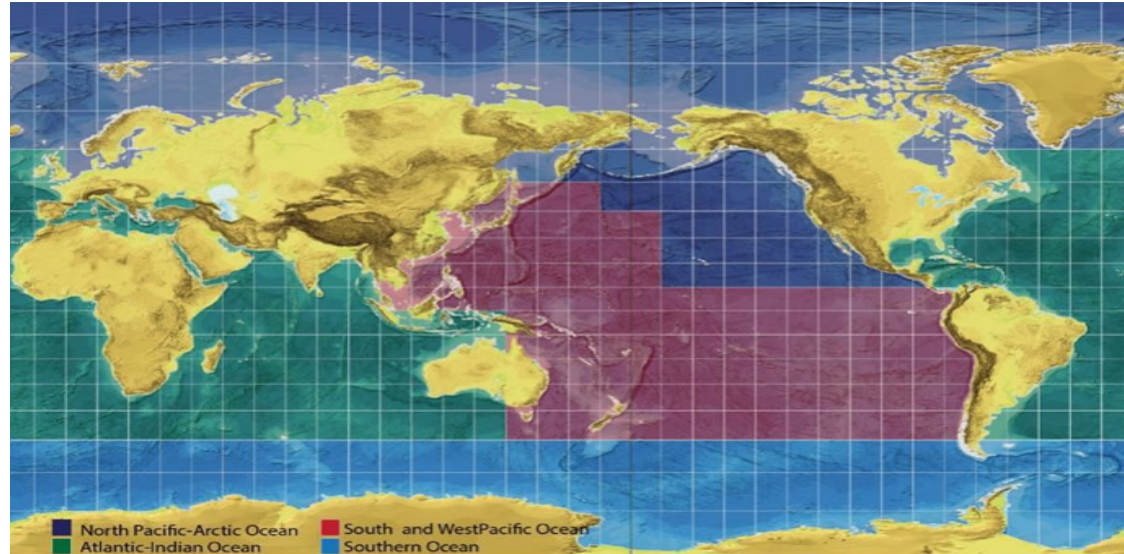 North Pacific-Arctic Ocean
Atlantic-Indian Ocean
South and WestPacific Ocean
Southern Ocean